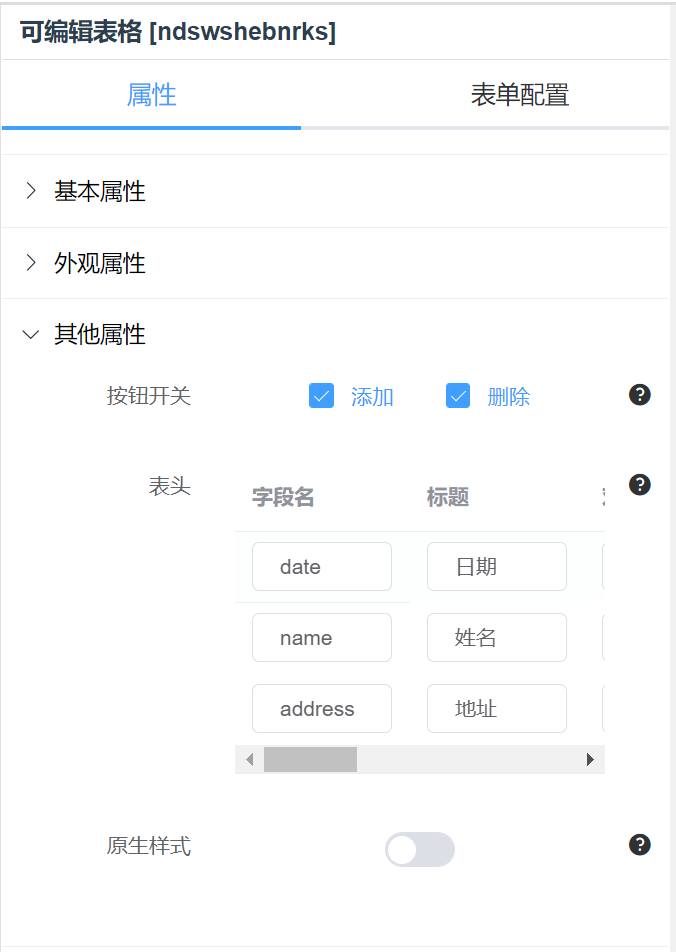 可编辑表格 [ndswshebnrks]
属性 表单配置
基本属性
外观属性
其他属性
按钮开关 添加 删除
表头 字段名 标题
date 日期
name 姓名
address 地址
原生样式